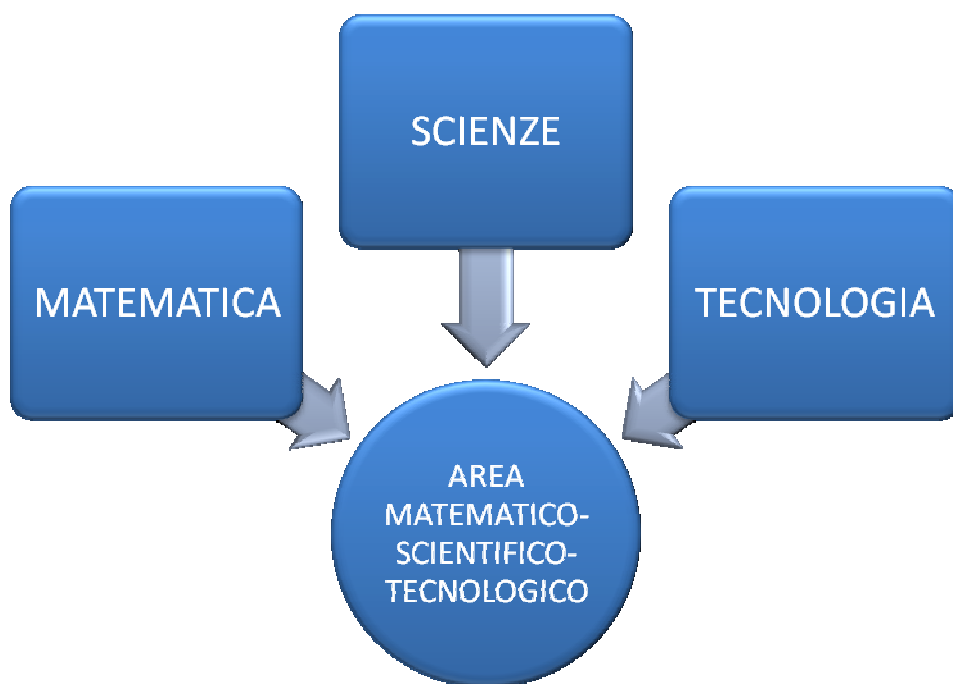 SCIENZE
MATEMATICA
TECNOLOGIA
AREA
MATEMATICO-
SCIENTIFICO-
TECNOLOGICO